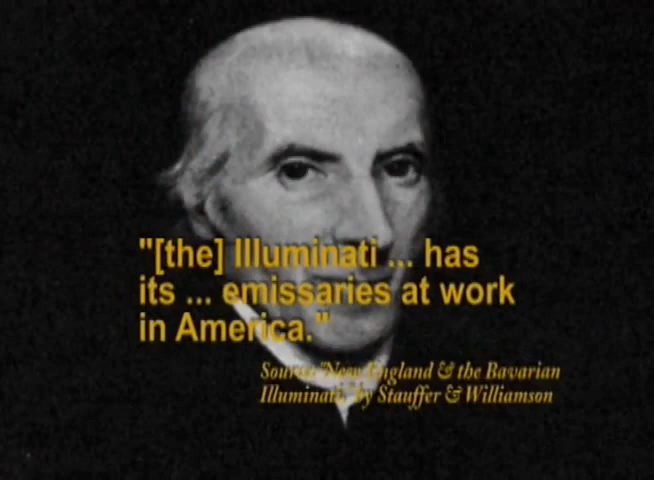 "[the] Illuminati ... has
its ... emissaries at work
in America."
Source: "New England & the Bavarian
Illuminati," by Stauffer & Williamson